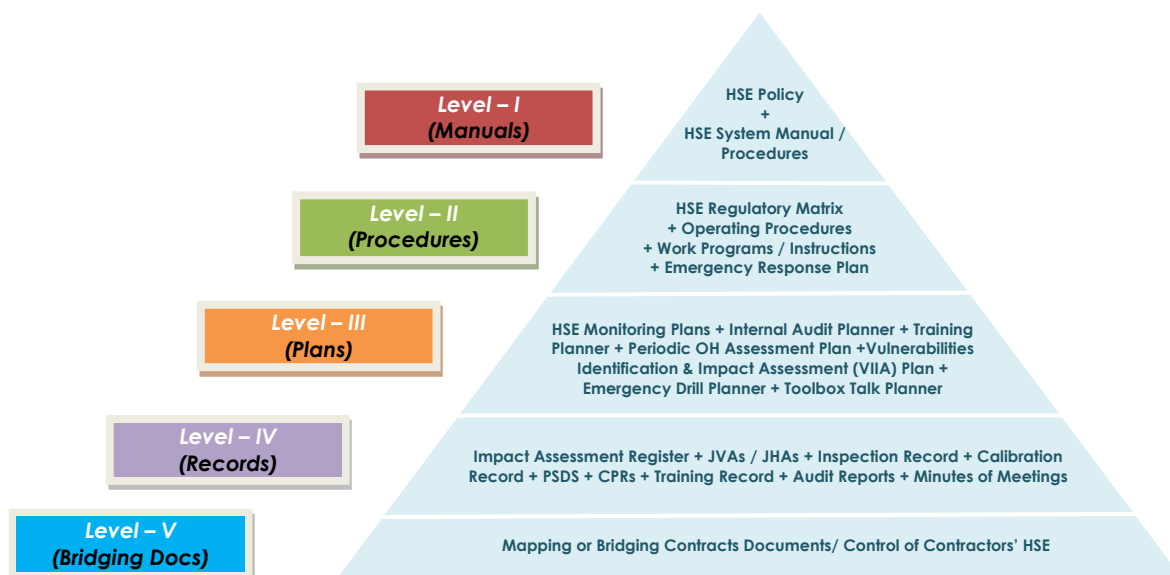 Level – I
(Manuals)
HSE Policy
+
HSE System Manual /
Procedures
Level – II
(Procedures)
HSE Regulatory Matrix
+ Operating Procedures
+ Work Programs / Instructions
+ Emergency Response Plan
Level – III
(Plans)
HSE Monitoring Plans + Internal Audit Planner + Training
Planner + Periodic OH Assessment Plan +Vulnerabilities
Identification & Impact Assessment (VIIA) Plan +
Emergency Drill Planner + Toolbox Talk Planner
Level – IV
(Records)
Impact Assessment Register + JVAs / JHAs + Inspection Record + Calibration
Record + PSDS + CPRs + Training Record + Audit Reports + Minutes of Meetings
Level – V
(Bridging Docs)
Mapping or Bridging Contracts Documents/ Control of Contractors’ HSE